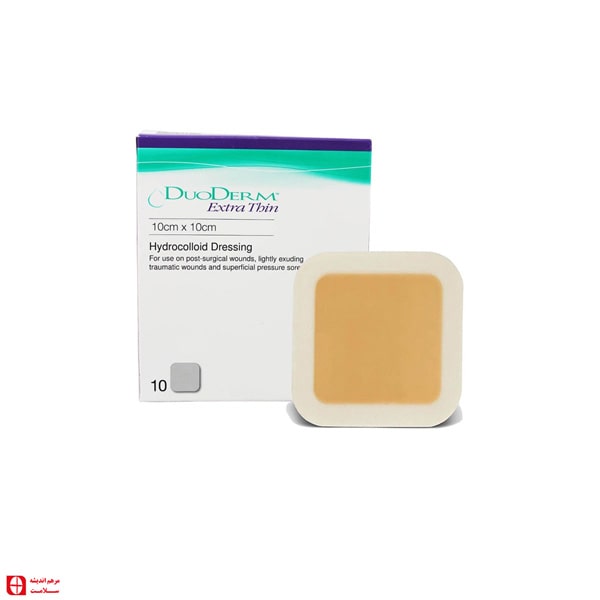 DUODERM™
Extra Thin
10cm x 10cm
Hydrocolloid Dressing
For use on post-surgical wounds, lightly exuding
traumatic wounds and superficial pressure sore
10
مرهم اندیشه
سلامت